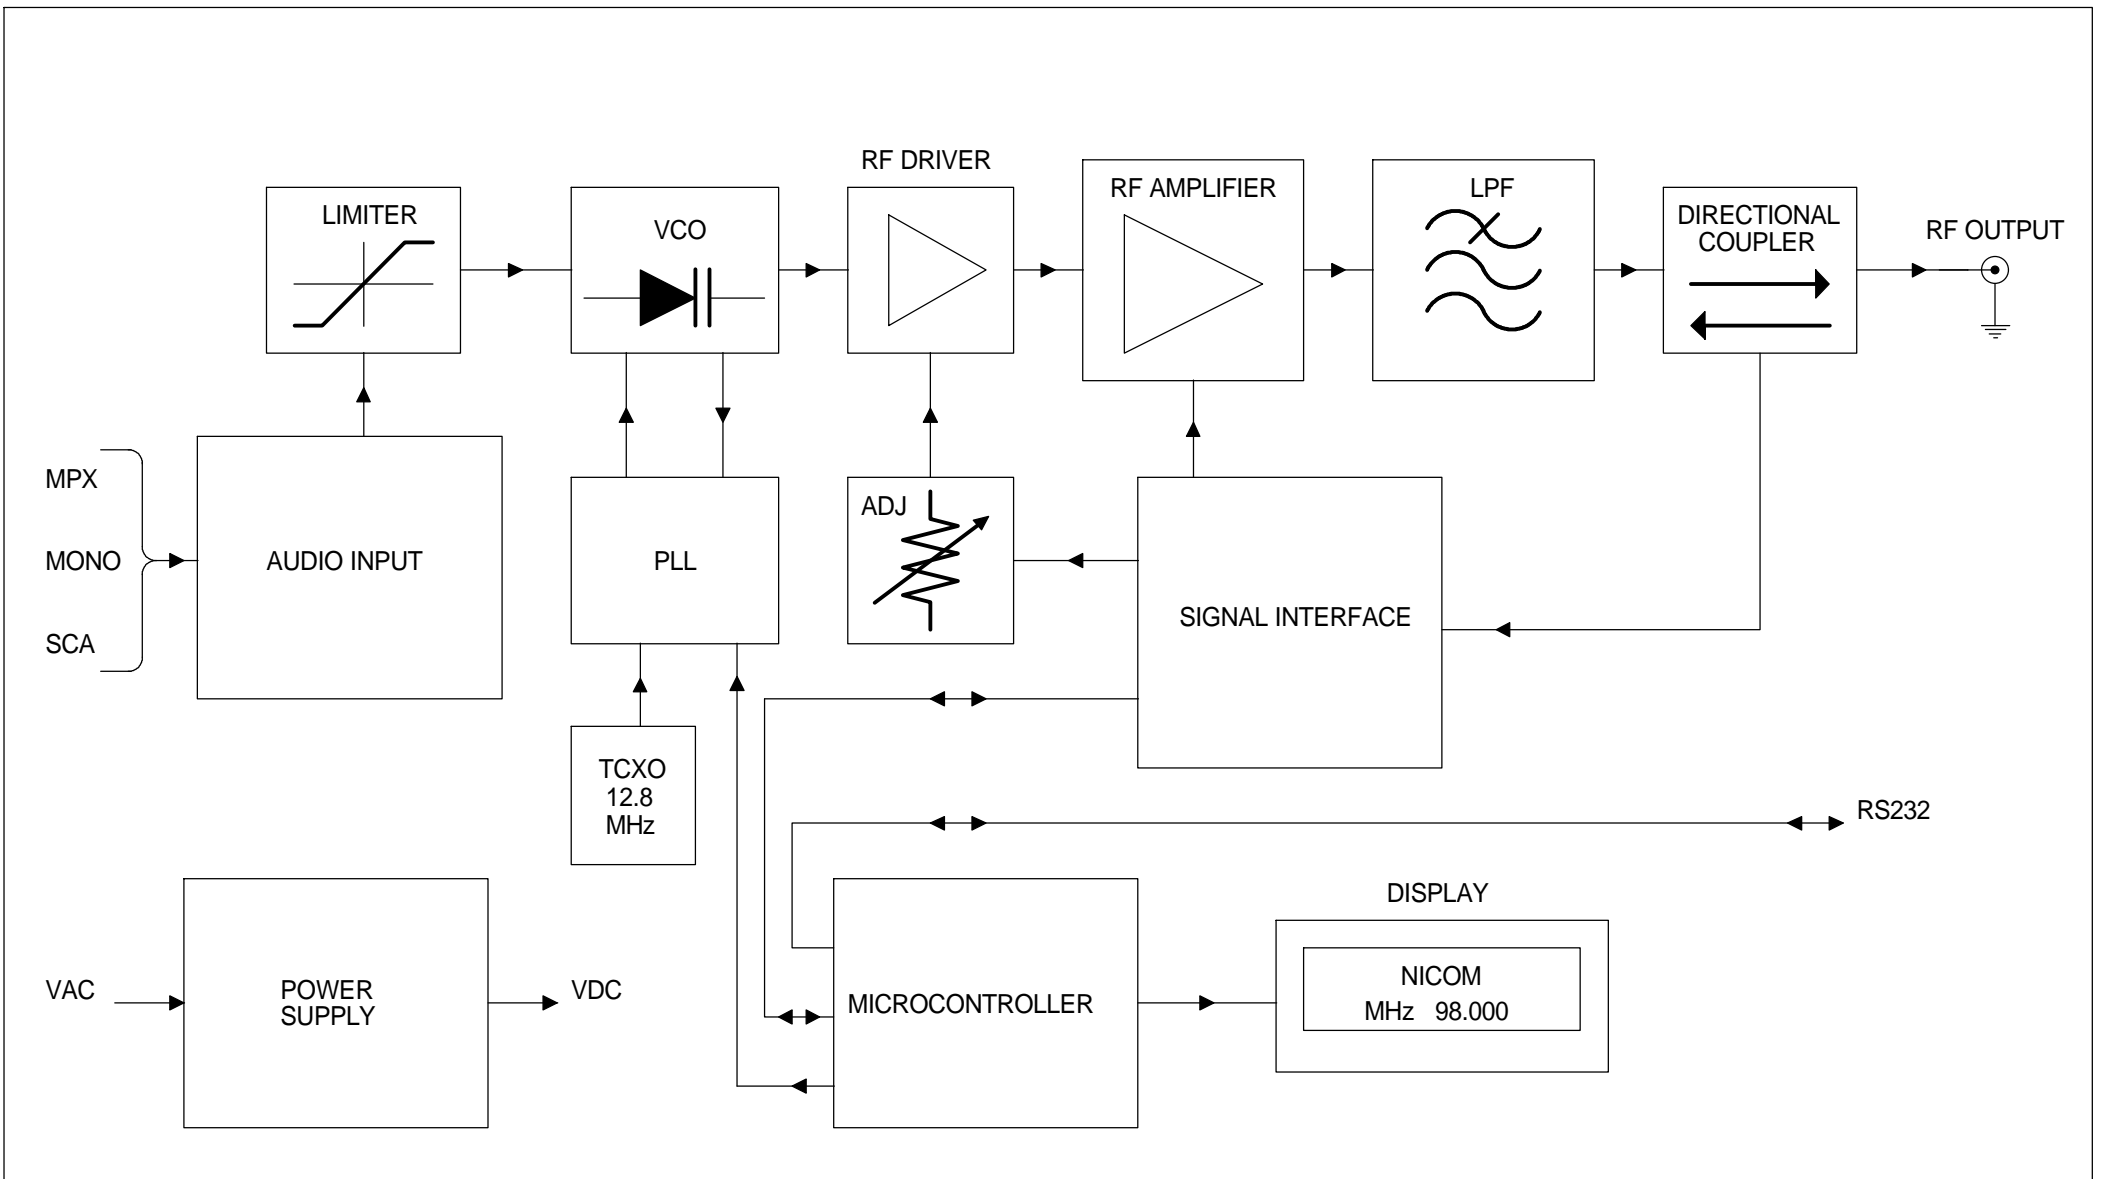 RF DRIVER
LIMITER
VCO
RF AMPLIFIER
LPF
DIRECTIONAL
COUPLER
RF OUTPUT
MPX
MONO
SCA
AUDIO INPUT
PLL
ADJ
SIGNAL INTERFACE
TCXO
12.8
MHz
RS232
VAC
POWER
SUPPLY
VDC
MICROCONTROLLER
DISPLAY
NICOM
MHz 98.000